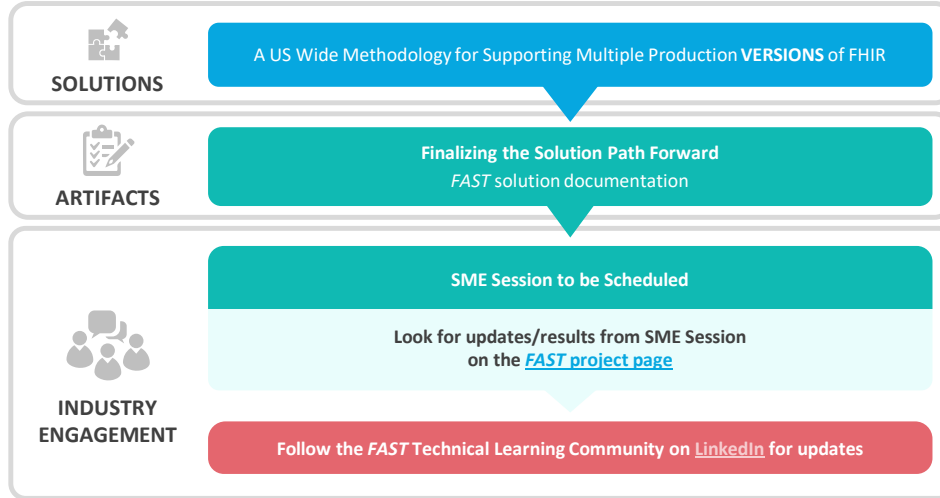 SOLUTIONS
A US Wide Methodology for Supporting Multiple Production VERSIONS of FHIR
ARTIFACTS
Finalizing the Solution Path Forward
FAST solution documentation
INDUSTRY
ENGAGEMENT
SME Session to be Scheduled
Look for updates/results from SME Session
on the FAST project page
Follow the FAST Technical Learning Community on LinkedIn for updates